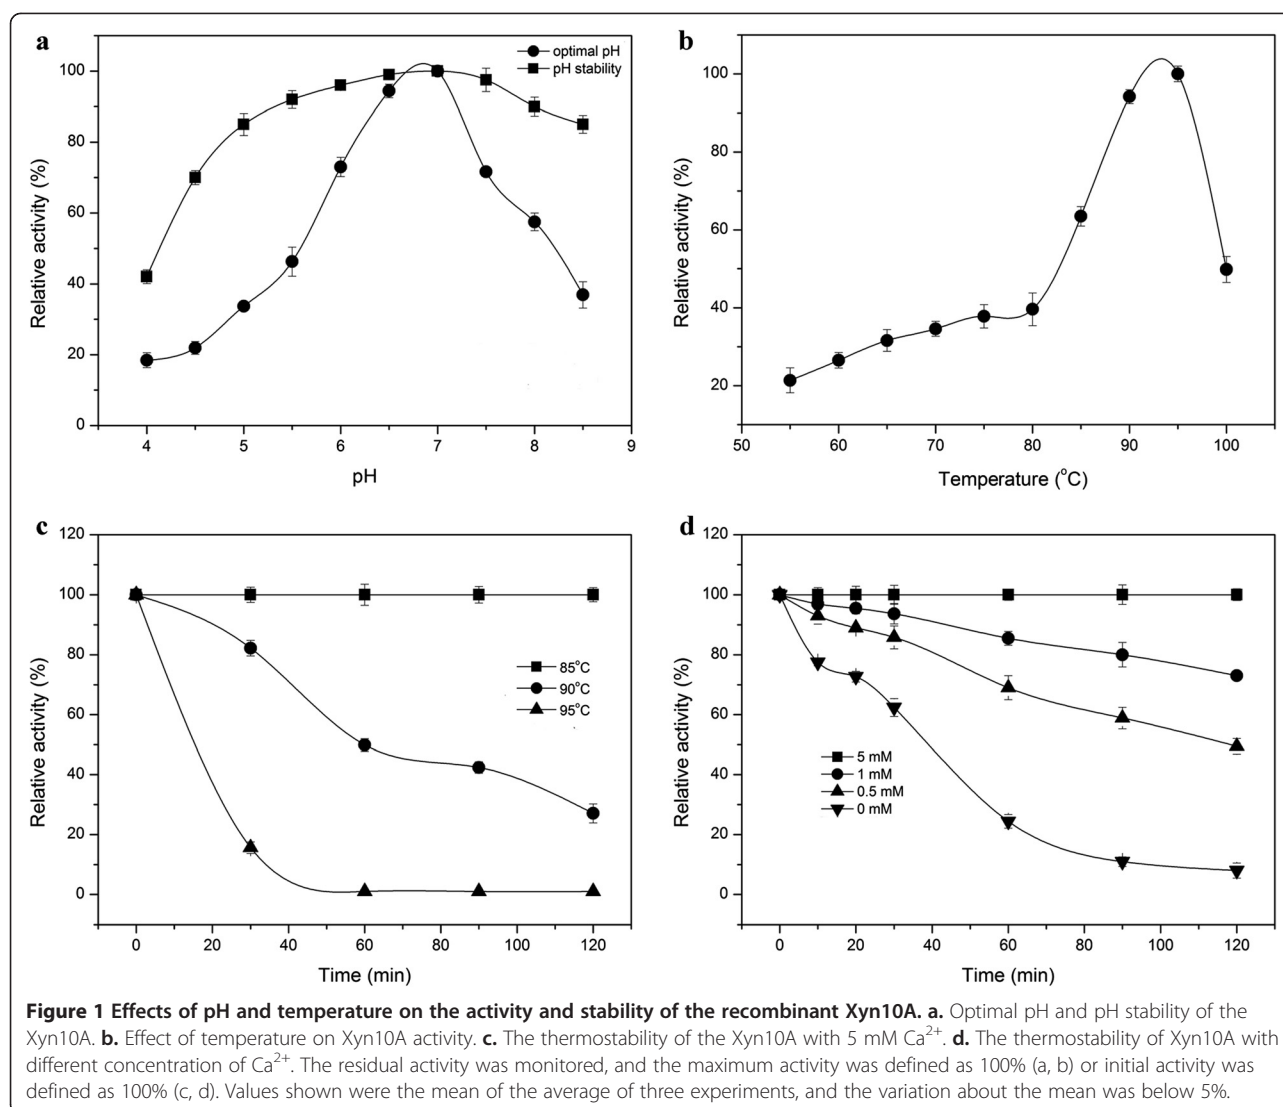 a
optimal pH
pH stability
Relative activity (%)
100
80
60
40
20
0
4 5 6 7 8 9
pH
b
Relative activity (%)
100
80
60
40
20
50 60 70 80 90 100
Temperature (°C)
c
Relative activity (%)
120
100
80
60
40
20
0
85°C
90°C
95°C
0 20 40 60 80 100 120
Time (min)
d
Relative activity (%)
120
100
80
60
40
20
0
5 mM
1 mM
0.5 mM
0 mM
0 20 40 60 80 100 120
Time (min)
Figure 1 Effects of pH and temperature on the activity and stability of the recombinant Xyn10A. a. Optimal pH and pH stability of the
Xyn10A. b. Effect of temperature on Xyn10A activity. c. The thermostability of the Xyn10A with 5 mM Ca²⁺. d. The thermostability of Xyn10A with
different concentration of Ca²⁺. The residual activity was monitored, and the maximum activity was defined as 100% (a, b) or initial activity was
defined as 100% (c, d). Values shown were the mean of the average of three experiments, and the variation about the mean was below 5%.